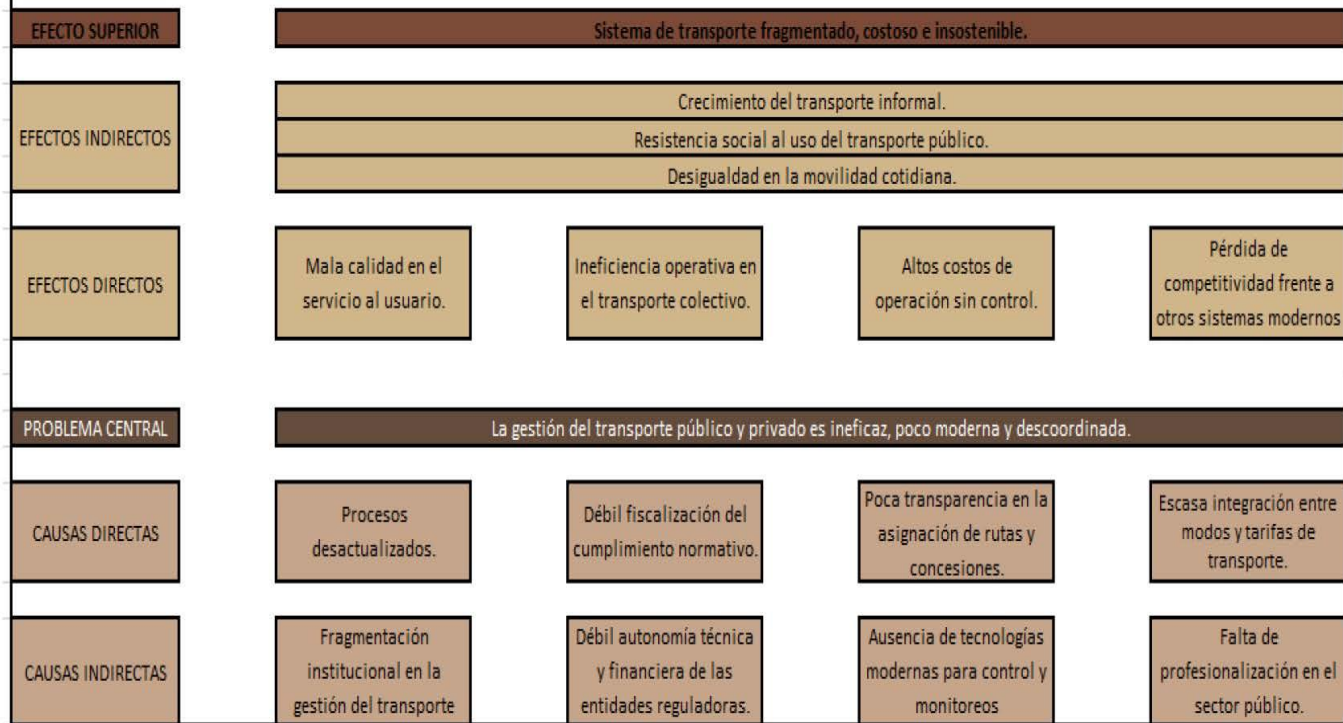 EFECTO SUPERIOR
Sistema de transporte fragmentado, costoso e insostenible.
EFECTOS INDIRECTOS
Crecimiento del transporte informal.
Resistencia social al uso del transporte público.
Desigualdad en la movilidad cotidiana.
EFECTOS DIRECTOS
Mala calidad en el
servicio al usuario.
Ineficiencia operativa en
el transporte colectivo.
Altos costos de
operación sin control.
Pérdida de
competitividad frente a
otros sistemas modernos
PROBLEMA CENTRAL
La gestión del transporte público y privado es ineficaz, poco moderna y descoordinada.
CAUSAS DIRECTAS
Procesos
desactualizados.
Débil fiscalización del
cumplimiento normativo.
Poca transparencia en la
asignación de rutas y
concesiones.
Escasa integración entre
modos y tarifas de
transporte.
CAUSAS INDIRECTAS
Fragmentación
institucional en la
gestión del transporte
Débil autonomía técnica
y financiera de las
entidades reguladoras.
Ausencia de tecnologías
modernas para control y
monitoreos
Falta de
profesionalización en el
sector público.